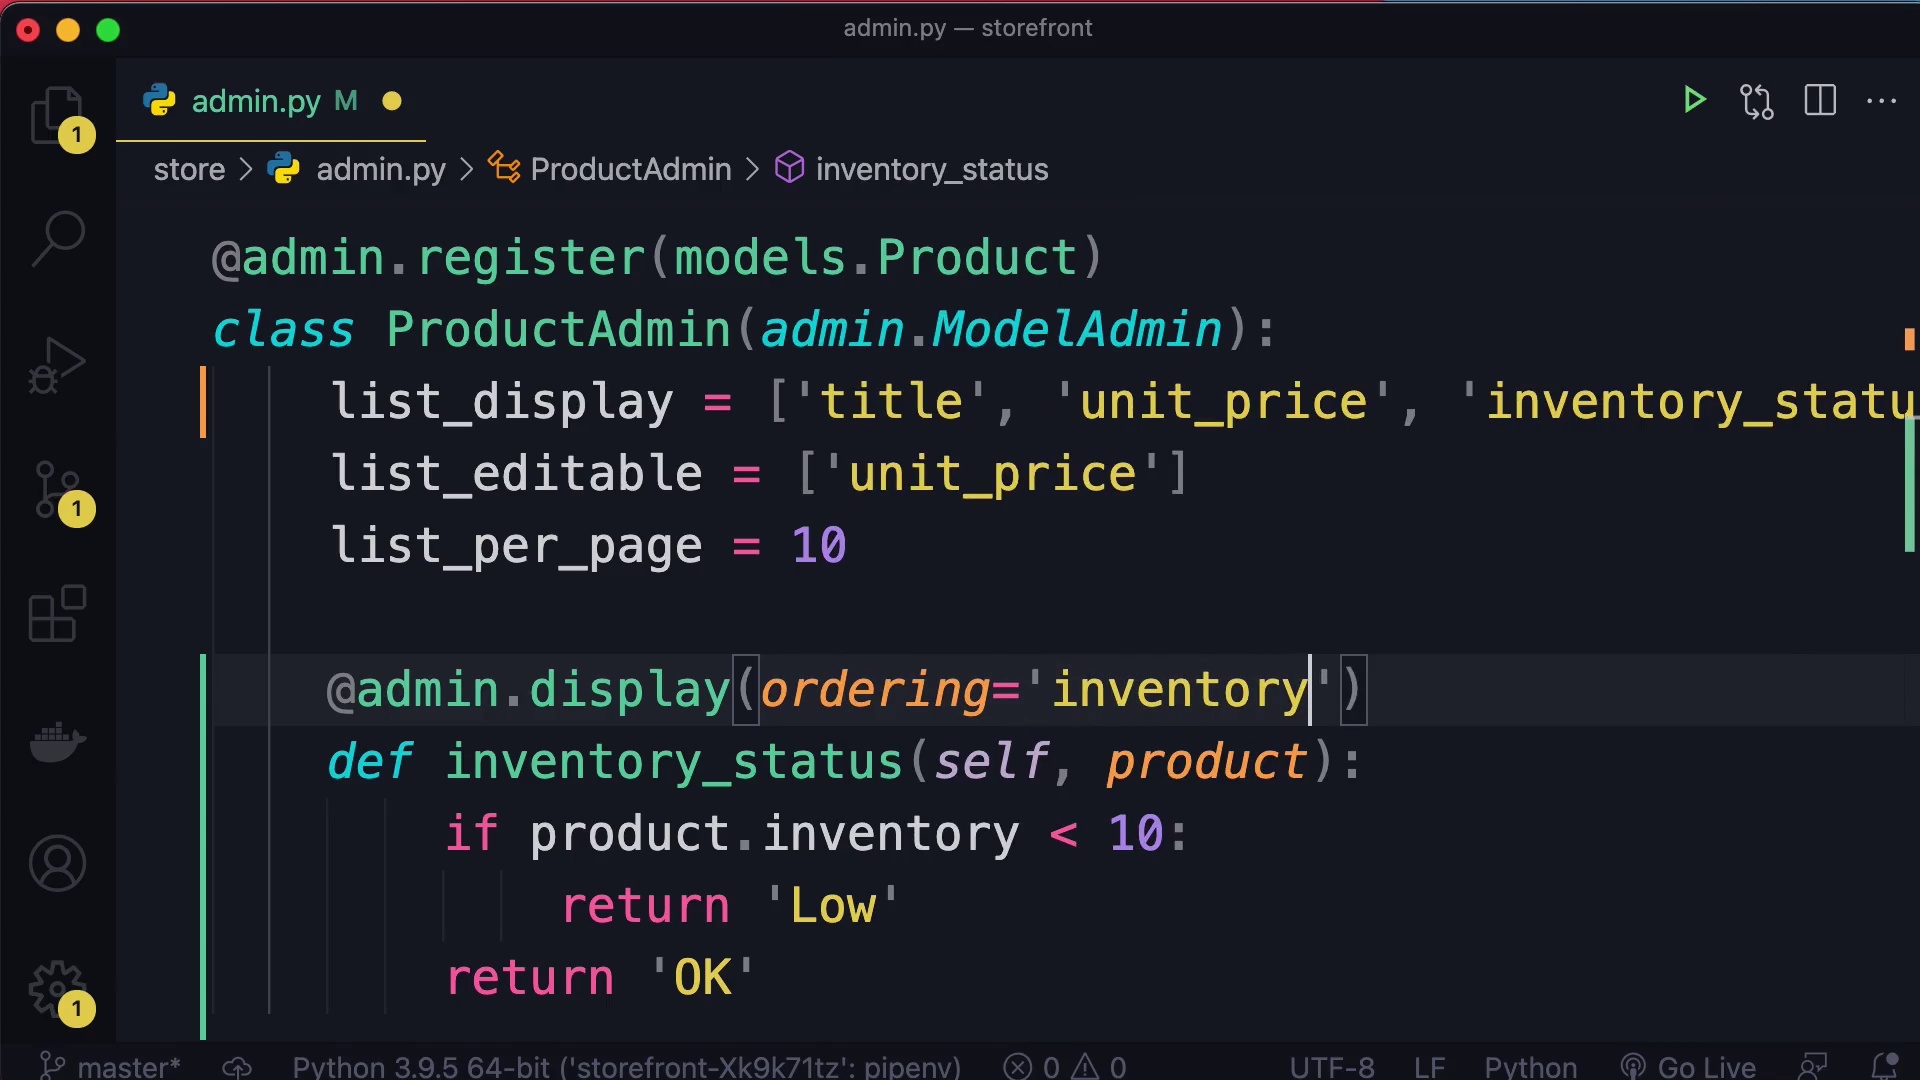 admin.py — storefront
admin.py M
1
store > admin.py > ProductAdmin > inventory_status
@admin.register(models.Product)
class ProductAdmin(admin.ModelAdmin):
list_display = ['title', 'unit_price', 'inventory_statu
list_editable = ['unit_price']
1
list_per_page = 10
@admin.display(ordering='inventory')
def inventory_status(self, product):
if product.inventory < 10:
return 'Low'
return 'OK'
1
master* Python 3.9.5 64-bit ('storefront-Xk9k71tz': pipenv) 0 0 UTF-8 LF Python Go Live